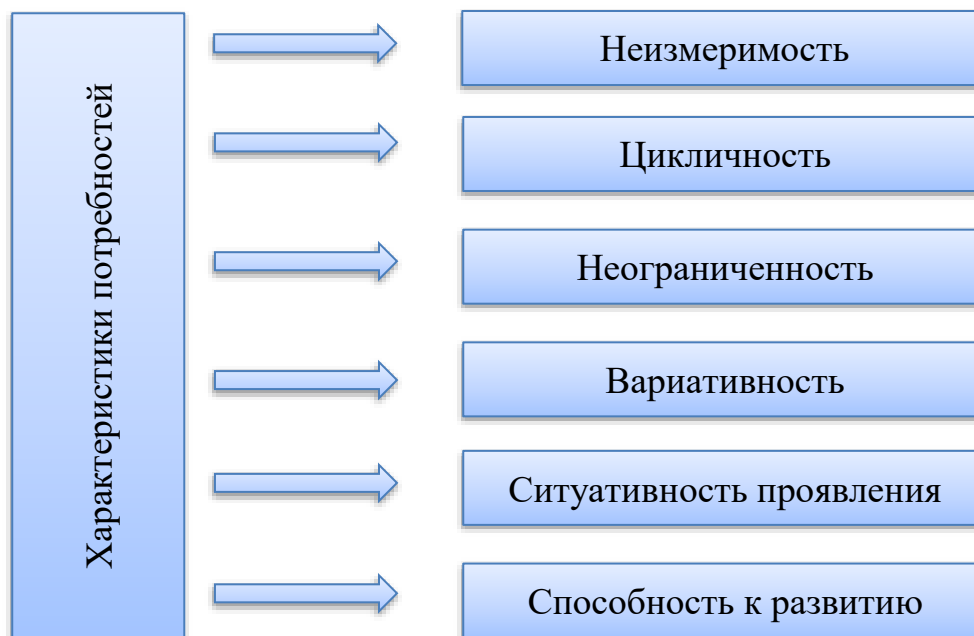 Характеристики потребностей
Неизмеримость
Цикличность
Неограниченность
Вариативность
Ситуативность проявления
Способность к развитию